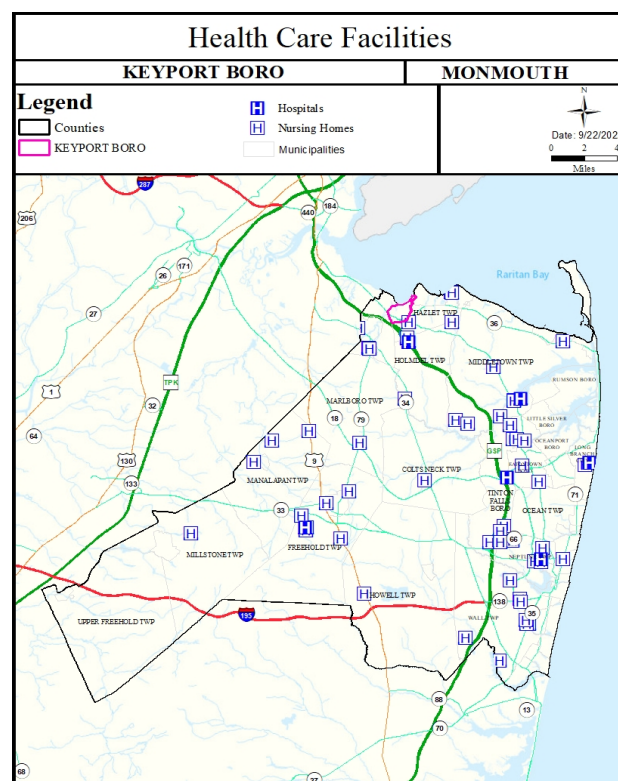 Health Care Facilities
KEYPORT BORO
MONMOUTH
Legend
Counties
KEYPORT BORO
H Hospitals
H Nursing Homes
Municipalities
N
Date: 9/22/202
0 2 4
Miles
287
206
440
184
171
26
27
Raritan Bay
HAZLET TWP
36
HOLMDEL TWP
MIDDLETOWN TWP
TPK
1
32
RUMSON BORO
MARLBORO TWP
34
18
79
LITTLE SILVER
BORO
OCEANPORT
BORO
LONG
64
130
133
9
GSP
MANALAPAN TWP
COLTS NECK TWP
TINTON
FALLS
BORO
OCEAN TWP
71
33
MILLSTONE TWP
FREEHOLD TWP
66
HOWELL TWP
195
138
35
UPPER FREEHOLD TWP
WALL TWP
88
70
13
68
37